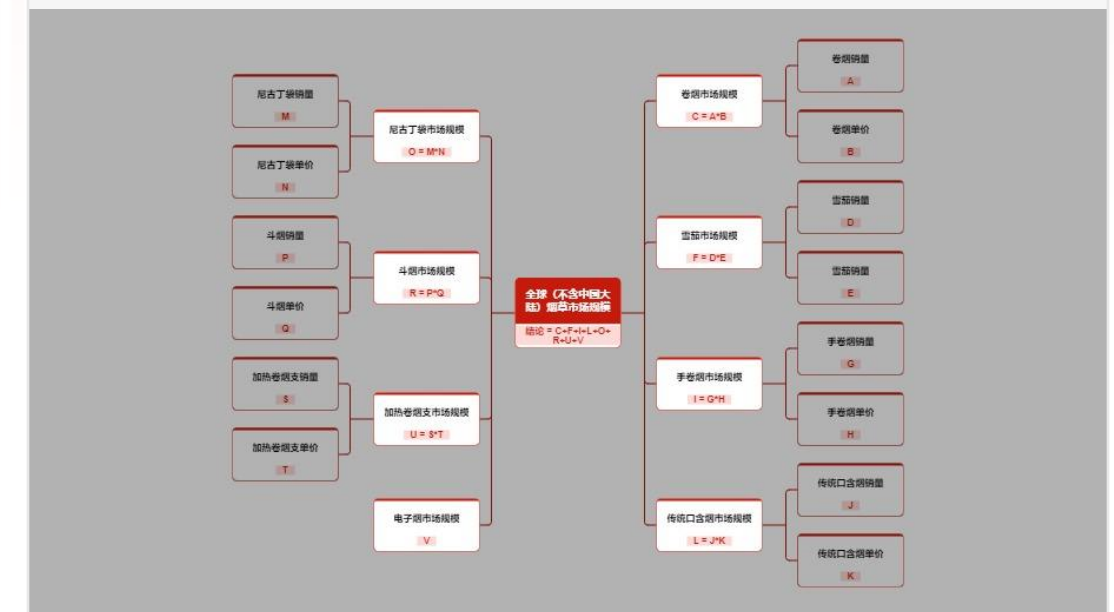 尼古丁袋销量
M
尼古丁袋单价
N
尼古丁袋市场规模
O = M*N
斗烟销量
P
斗烟单价
Q
斗烟市场规模
R = P*Q
加热卷烟支销量
S
加热卷烟支单价
T
加热卷烟支市场规模
U = S*T
电子烟市场规模
V
全球（不含中国大
陆）烟草市场规模
结论 = C+F+I+L+O+
R+U+V
卷烟市场规模
C = A*B
卷烟销量
A
卷烟单价
B
雪茄市场规模
F = D*E
雪茄销量
D
雪茄销量
E
手卷烟市场规模
I = G*H
手卷烟销量
G
手卷烟单价
H
传统口含烟市场规模
L = J*K
传统口含烟销量
J
传统口含烟单价
K